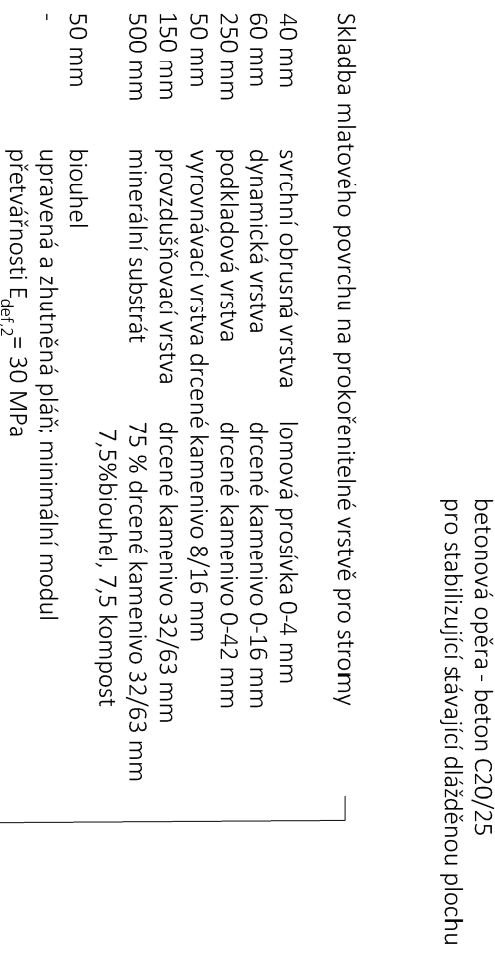 betonová opěra - beton C20/25
pro stabilizující stávající dlážděnou plochu
Skladba mlatového povrchu na prokořenitelné vrstvě pro stromy
40 mm svrchní obrusná vrstva lomová prosívka 0-4 mm
60 mm dynamická vrstva drcené kamenivo 0-16 mm
250 mm podkladová vrstva drcené kamenivo 0-42 mm
50 mm vyrovnávací vrstva drcené kamenivo 8/16 mm
150 mm provzdušňovací vrstva drcené kamenivo 32/63 mm
500 mm minerální substrát 75 % drcené kamenivo 32/63 mm
7,5%biouhel, 7,5 kompost
50 mm biouhel
- upravená a zhutněná pláň; minimální modul
přetvářnosti Edef,2= 30 MPa